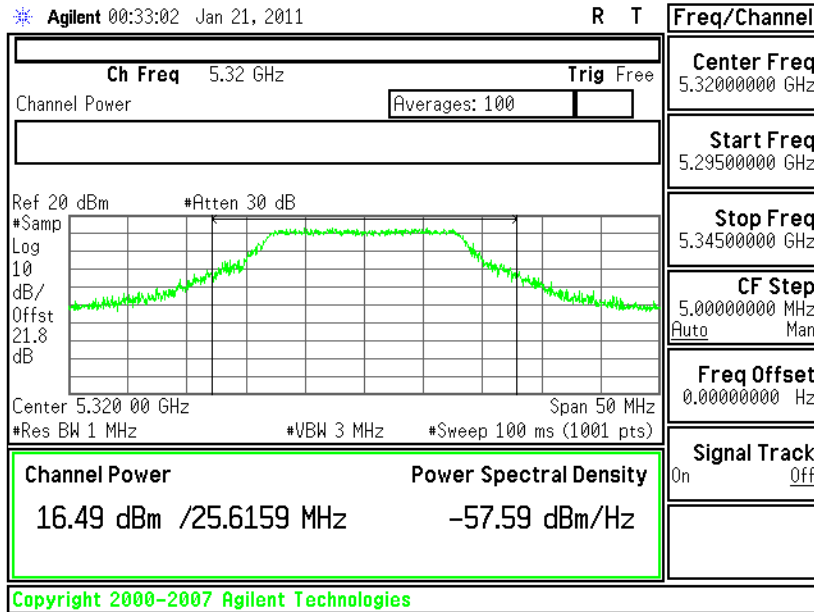 Agilent 00:33:02 Jan 21, 2011 R T
Ch Freq 5.32 GHz Trig Free
Channel Power Averages: 100
Ref 20 dBm #Atten 30 dB
#Samp
Log
10
dB/
Offst
21.8
dB
Center 5.320 00 GHz Span 50 MHz
#Res BW 1 MHz #VBW 3 MHz #Sweep 100 ms (1001 pts)
Channel Power Power Spectral Density
16.49 dBm /25.6159 MHz -57.59 dBm/Hz
Copyright 2000-2007 Agilent Technologies
Freq/Channel
Center Freq
5.32000000 GHz
Start Freq
5.29500000 GHz
Stop Freq
5.34500000 GHz
CF Step
5.00000000 MHz
Auto Man
Freq Offset
0.00000000 Hz
Signal Track
On Off